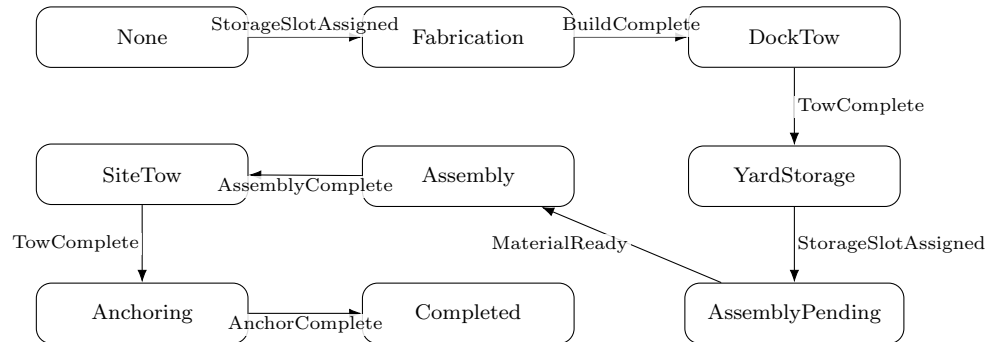 None
StorageSlotAssigned
Fabrication
BuildComplete
DockTow
TowComplete
SiteTow
AssemblyComplete
Assembly
YardStorage
TowComplete
MaterialReady
StorageSlotAssigned
Anchoring
AnchorComplete
Completed
AssemblyPending